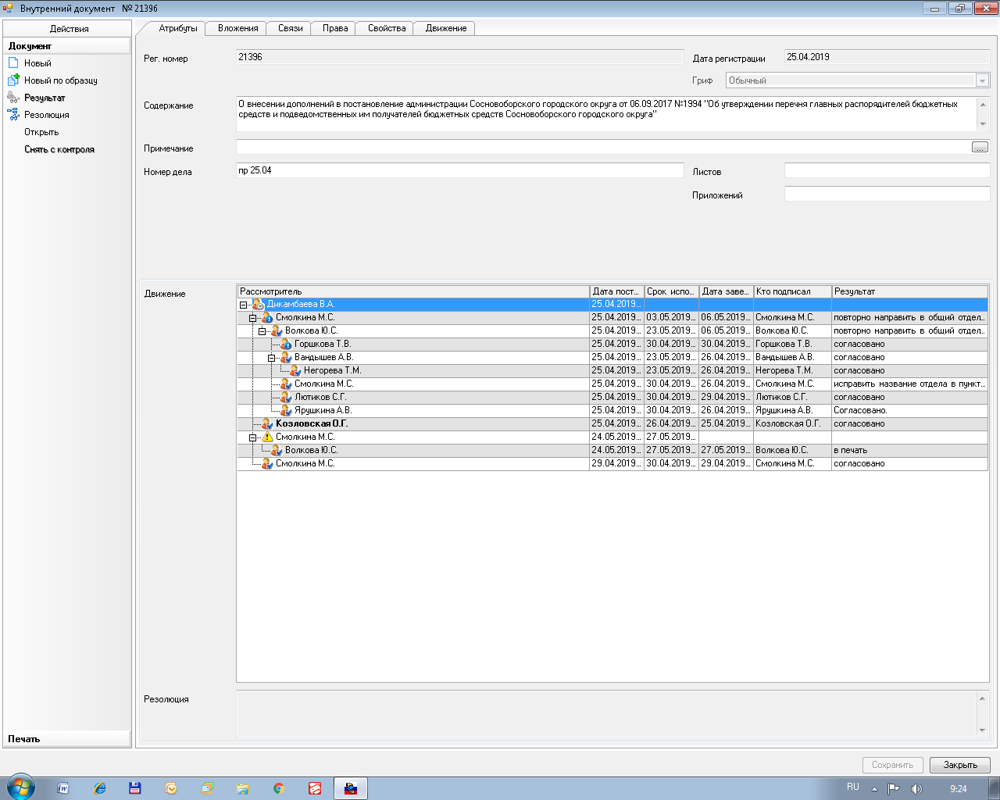 Внутренний документ № 21396
Действия
Документ
Новый
Новый по образцу
Результат
Резолюция
Открыть
Снять с контроля
Печать
Атрибуты Вложения Связи Права Свойства Движение
Рег. номер 21396 Дата регистрации 25.04.2019
Гриф Обычный
Содержание О внесении дополнений в постановление администрации Сосновоборского городского округа от 06.09.2017 №1994 "Об утверждении перечня главных распорядителей бюджетных
средств и подведомственных им получателей бюджетных средств Сосновоборского городского округа"
Примечание ...
Номер дела пр 25.04 Листов
Приложений
Движение
Рассмотритель Дата пост... Срок испо... Дата заве... Кто подписал Результат
Дикамбаева В.А. 25.04.2019...
Смолкина М.С. 25.04.2019... 03.05.2019... 06.05.2019... Смолкина М.С. повторно направить в общий отдел...
Волкова Ю.С. 25.04.2019... 23.05.2019... 06.05.2019... Волкова Ю.С. повторно направить в общий отдел...
Горшкова Т.В. 25.04.2019... 30.04.2019... 30.04.2019... Горшкова Т.В. согласовано
Вандышев А.В. 25.04.2019... 23.05.2019... 26.04.2019... Вандышев А.В. согласовано
Негорева Т.М. 25.04.2019... 23.05.2019... 26.04.2019... Негорева Т.М. согласовано
Смолкина М.С. 25.04.2019... 30.04.2019... 26.04.2019... Смолкина М.С. исправить название отдела в пункт...
Лютиков С.Г. 25.04.2019... 30.04.2019... 29.04.2019... Лютиков С.Г. согласовано
Ярушкина А.В. 25.04.2019... 30.04.2019... 26.04.2019... Ярушкина А.В. Согласовано.
Козловская О.Г. 25.04.2019... 26.04.2019... 25.04.2019... Козловская О.Г. согласовано
Смолкина М.С. 24.05.2019... 27.05.2019...
Волкова Ю.С. 24.05.2019... 27.05.2019... 27.05.2019... Волкова Ю.С. в печать
Смолкина М.С. 29.04.2019... 30.04.2019... 29.04.2019... Смолкина М.С. согласовано
Резолюция
Сохранить Закрыть
RU 9:24